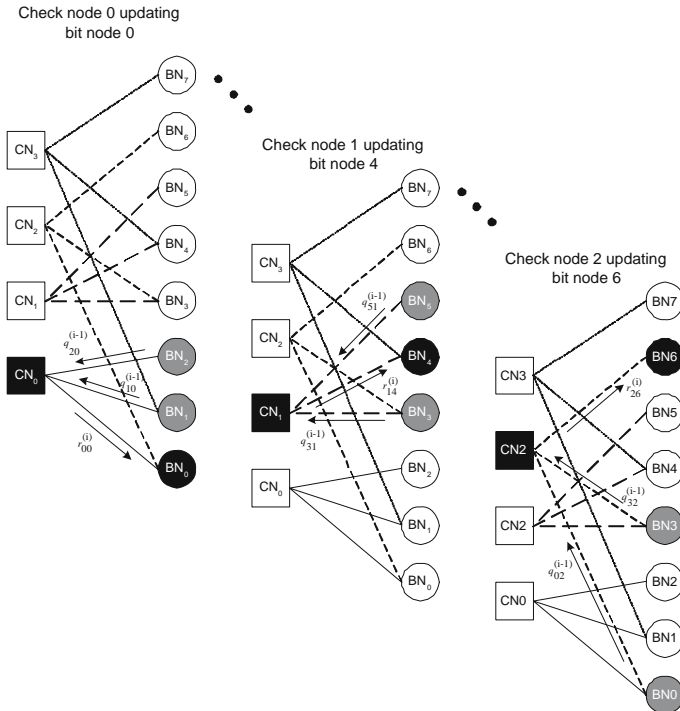 Check node 0 updating
bit node 0
BN₇
BN₆
CN₃
BN₅
CN₂
BN₄
CN₁
BN₃
q₂₀⁽ⁱ⁻¹⁾
BN₂
CN₀
q₁₀⁽ⁱ⁻¹⁾
BN₁
r₀₀⁽ⁱ⁾
BN₀
Check node 1 updating
bit node 4
BN₇
BN₆
CN₃
q₅₁⁽ⁱ⁻¹⁾
BN₅
CN₂
BN₄
r₁₄⁽ⁱ⁾
CN₁
BN₃
q₃₁⁽ⁱ⁻¹⁾
BN₂
CN₀
BN₁
BN₀
Check node 2 updating
bit node 6
BN7
BN6
CN3
r₂₆⁽ⁱ⁾
BN5
CN2
BN4
q₃₂⁽ⁱ⁻¹⁾
CN2
BN3
q₀₂⁽ⁱ⁻¹⁾
BN2
CN0
BN1
BN0